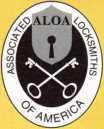 ALOA
ASSOCIATED LOCKSMITHS
OF AMERICA